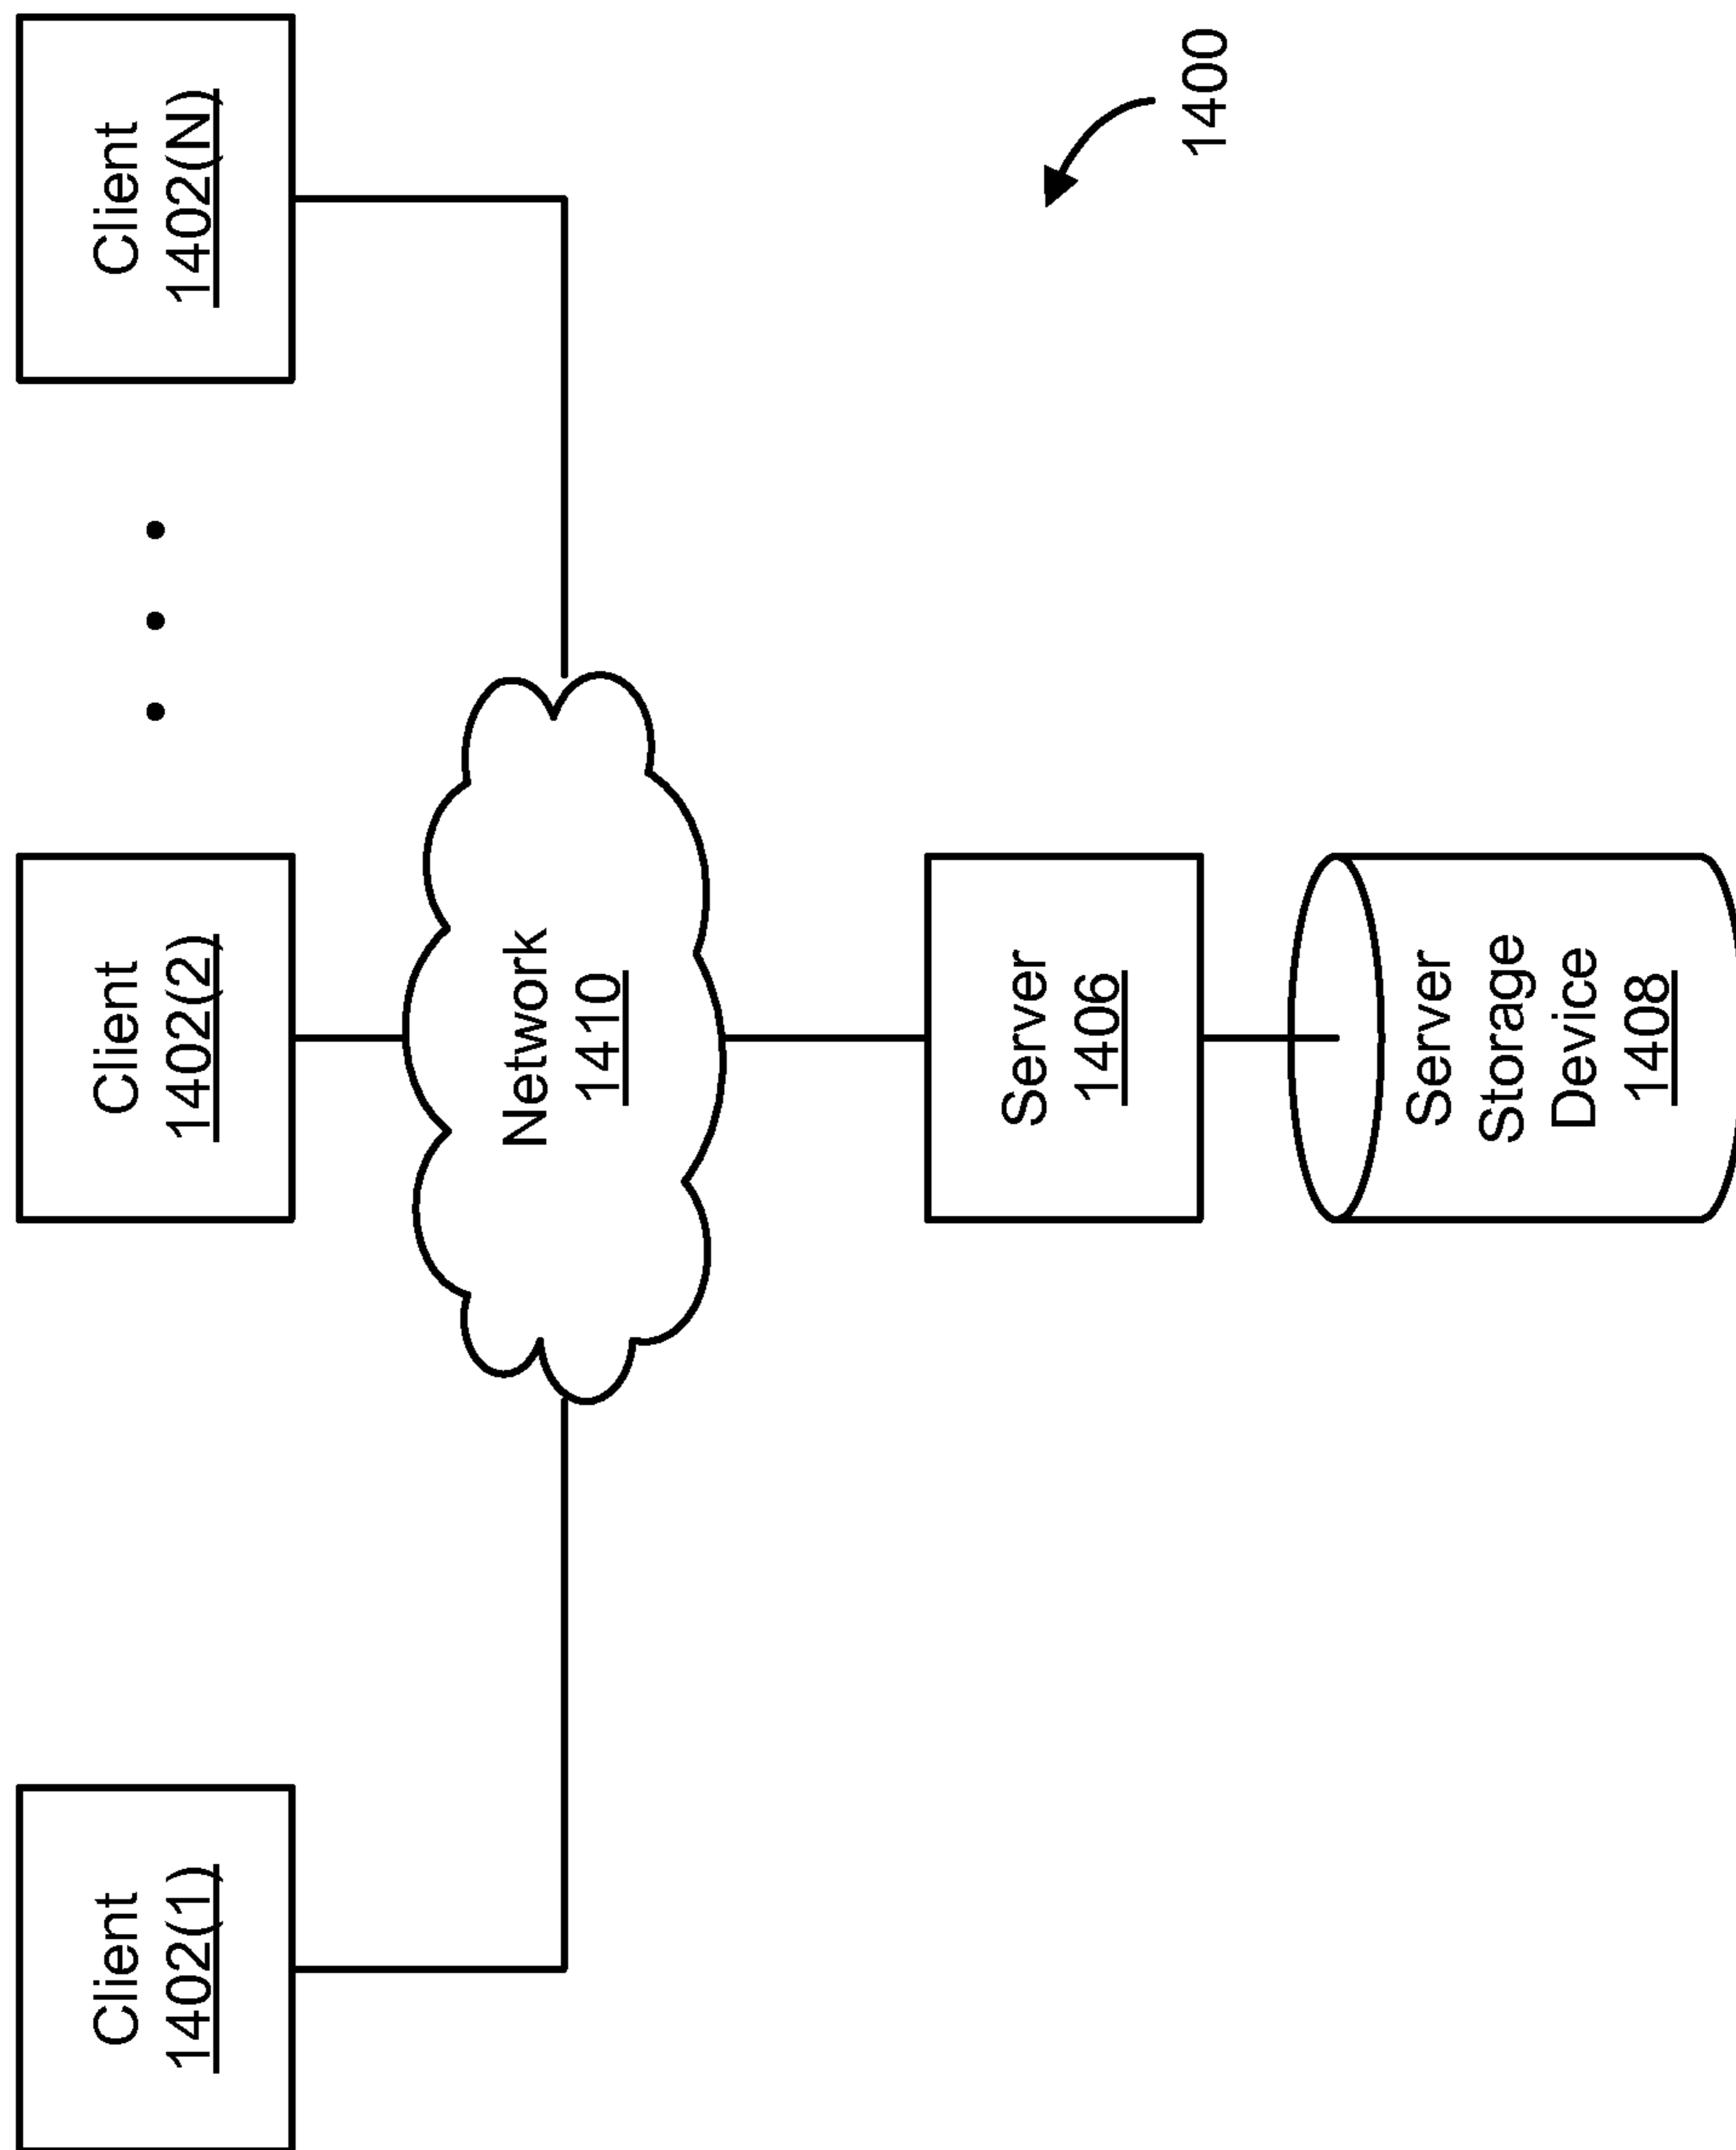 Client
1402(1)
Client
1402(2)
Client
1402(N)
Network
1410
Server
1406
Server
Storage
Device
1408
1400